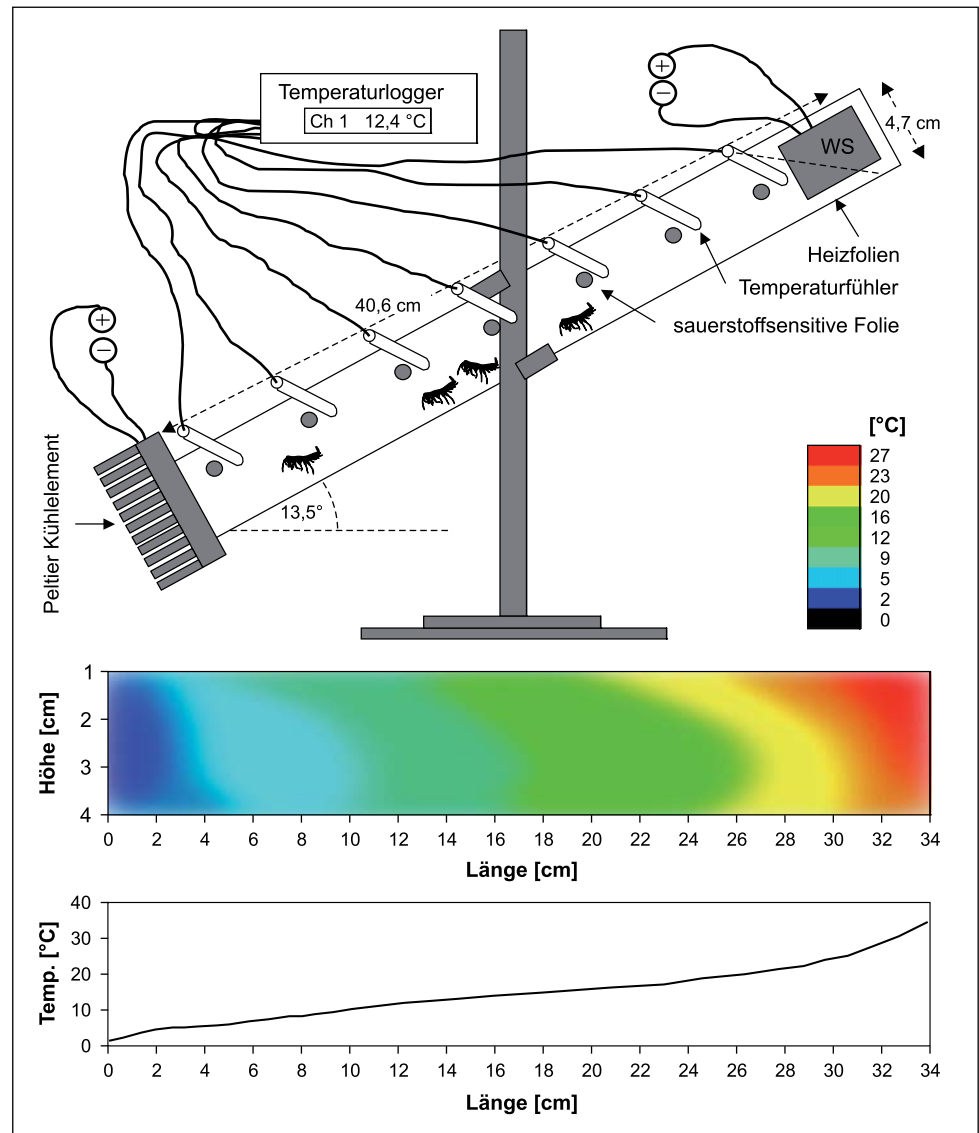 Temperaturlogger
Ch 1 12,4 °C
+
−
4,7 cm
WS
Heizfolien
Temperaturfühler
sauerstoffsensitive Folie
40,6 cm
+
−
Peltier Kühlelement
13,5°
[°C]
27
23
20
16
12
9
5
2
0
Höhe [cm]
1
2
3
4
0 2 4 6 8 10 12 14 16 18 20 22 24 26 28 30 32 34
Länge [cm]
Temp. [°C]
40
30
20
10
0
0 2 4 6 8 10 12 14 16 18 20 22 24 26 28 30 32 34
Länge [cm]